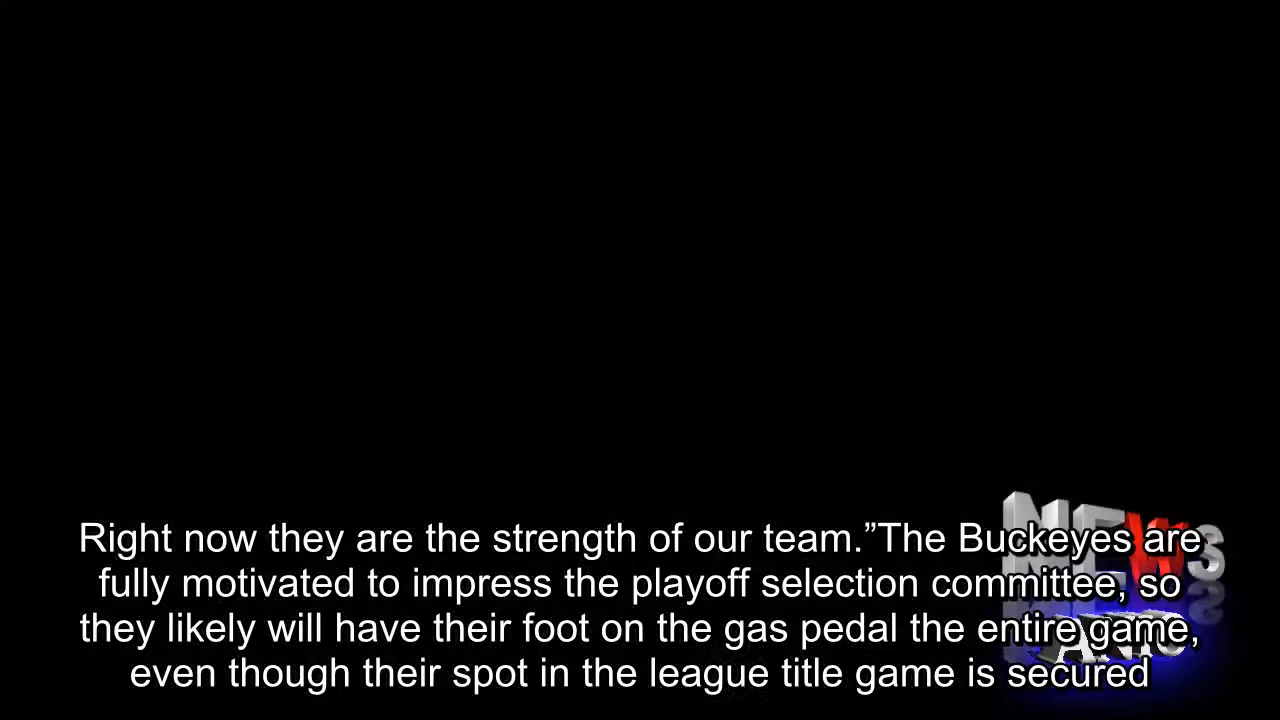 Right now they are the strength of our team.”The Buckeyes are
fully motivated to impress the playoff selection committee, so
they likely will have their foot on the gas pedal the entire game,
even though their spot in the league title game is secured
NEWS